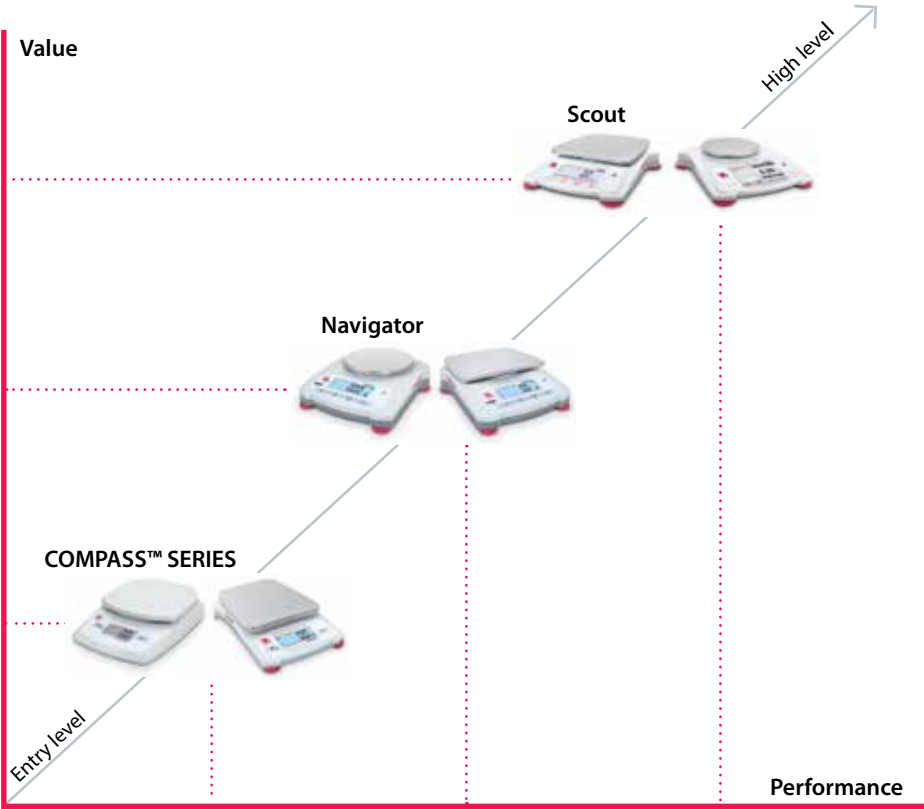 Value
High level
Scout
Navigator
COMPASS™ SERIES
Entry level
Performance